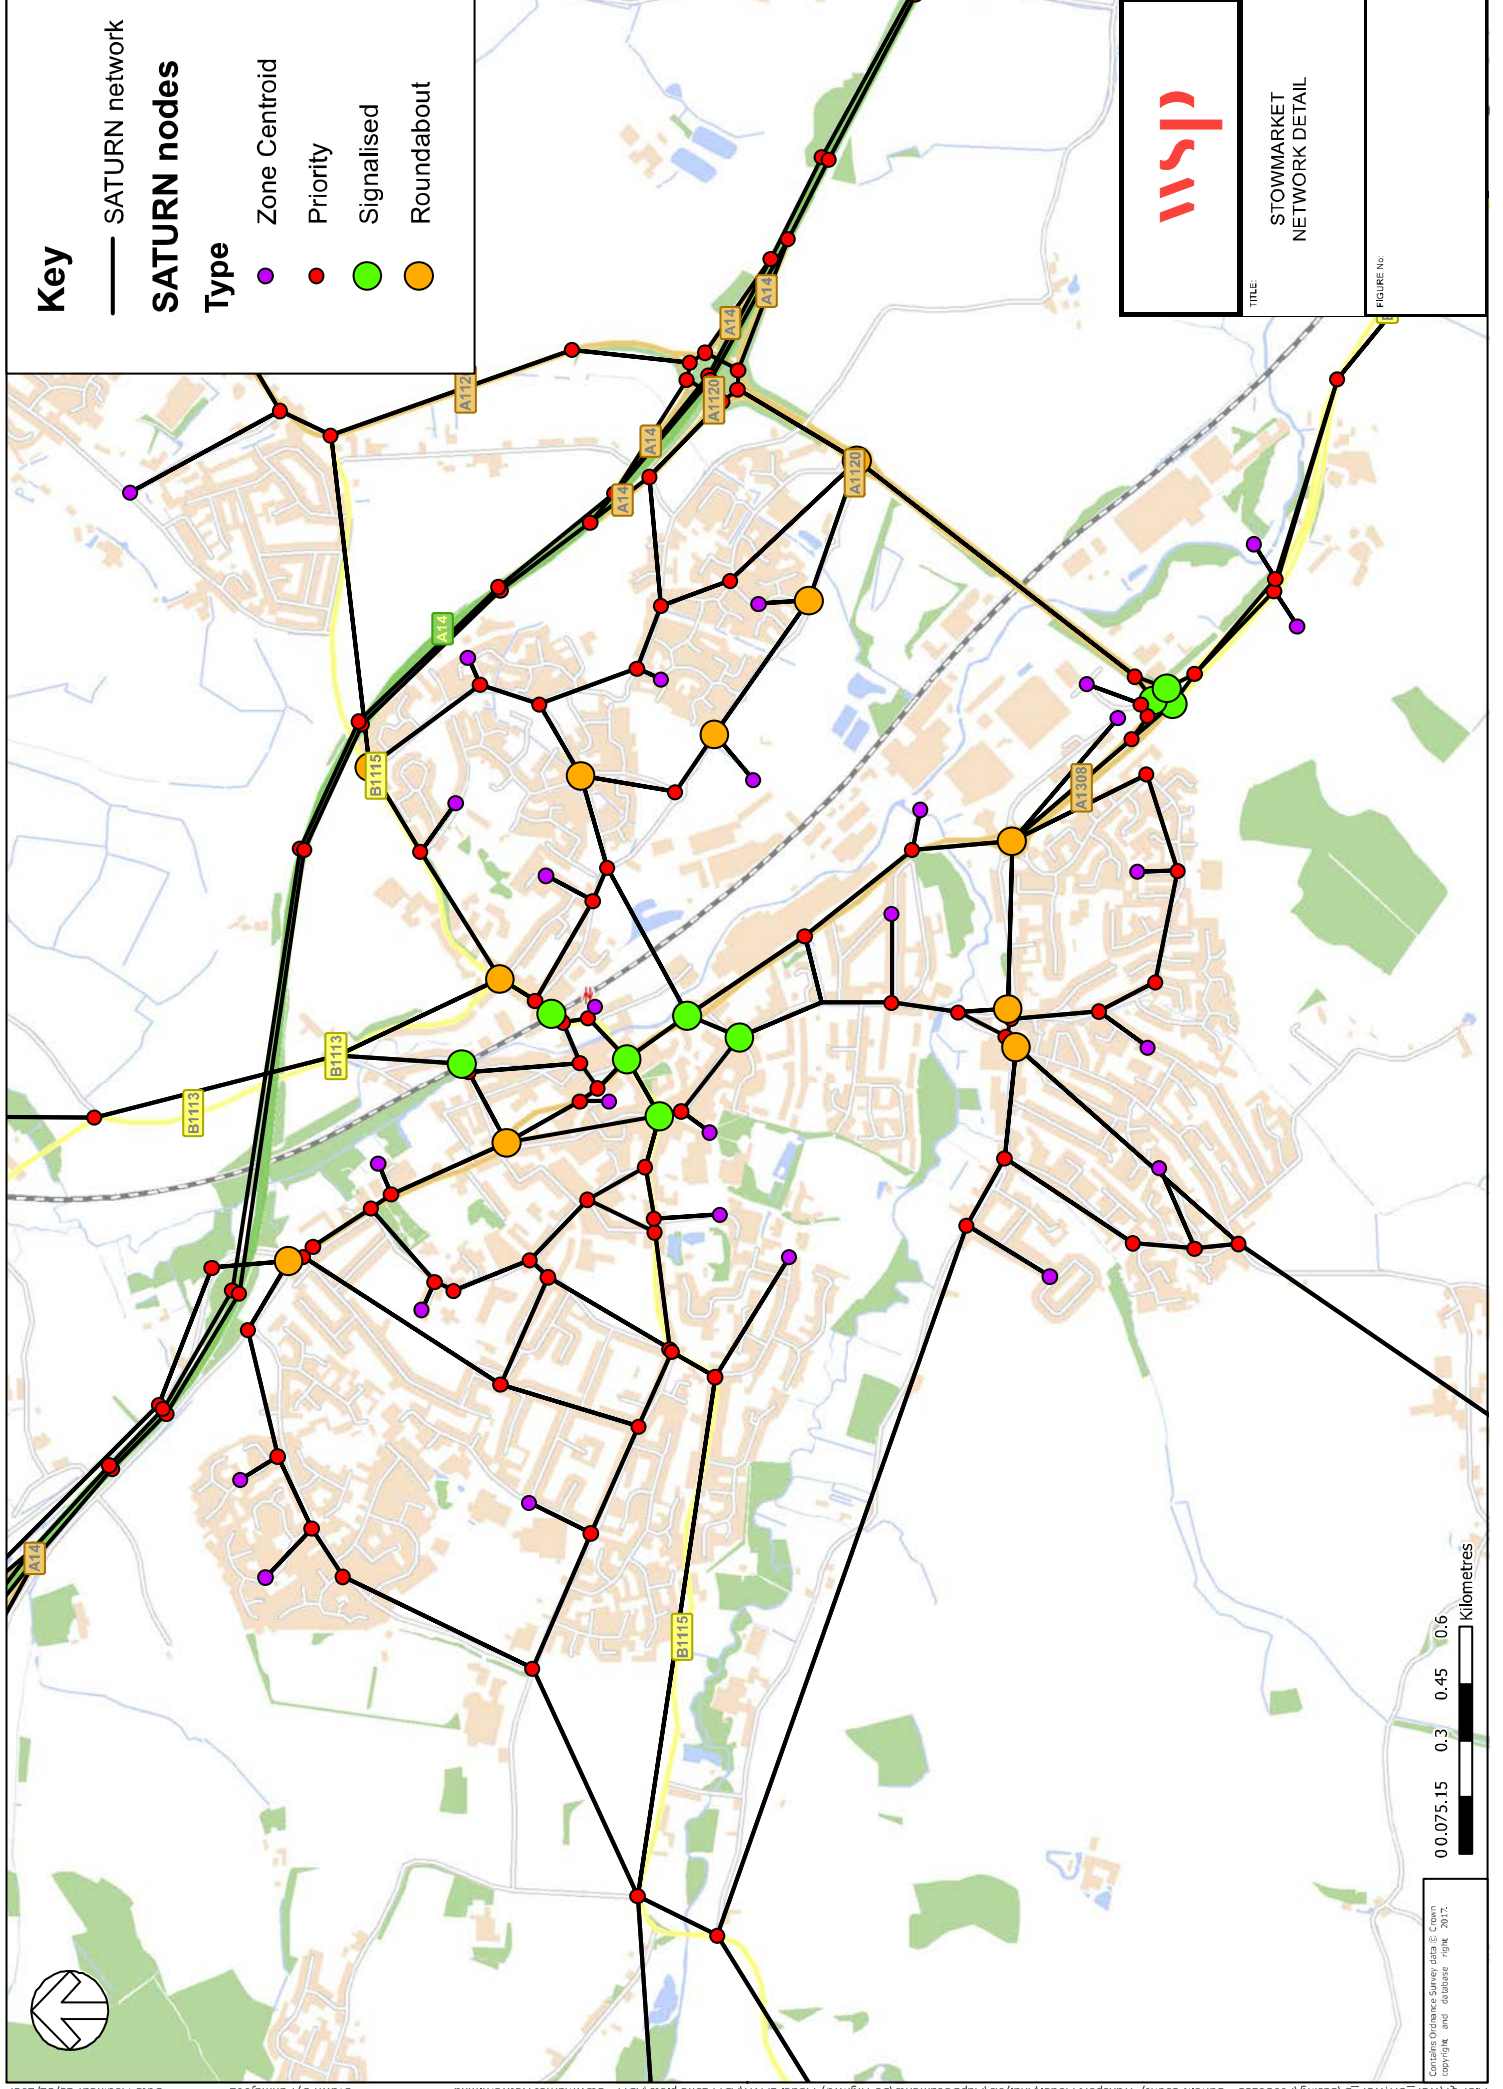 Key
SATURN network
SATURN nodes
Type
Zone Centroid
Priority
Signalised
Roundabout
wsp
TITLE:
STOWMARKET
NETWORK DETAIL
FIGURE No:
A14
A14
A1120
A14
A14
A112
A1120
A14
B1115
A1308
B1113
B1113
A14
B1115
0 0.075.15 0.3 0.45 0.6
Kilometres
Contains Ordnance Survey data © Crown
copyright and database right 2017.